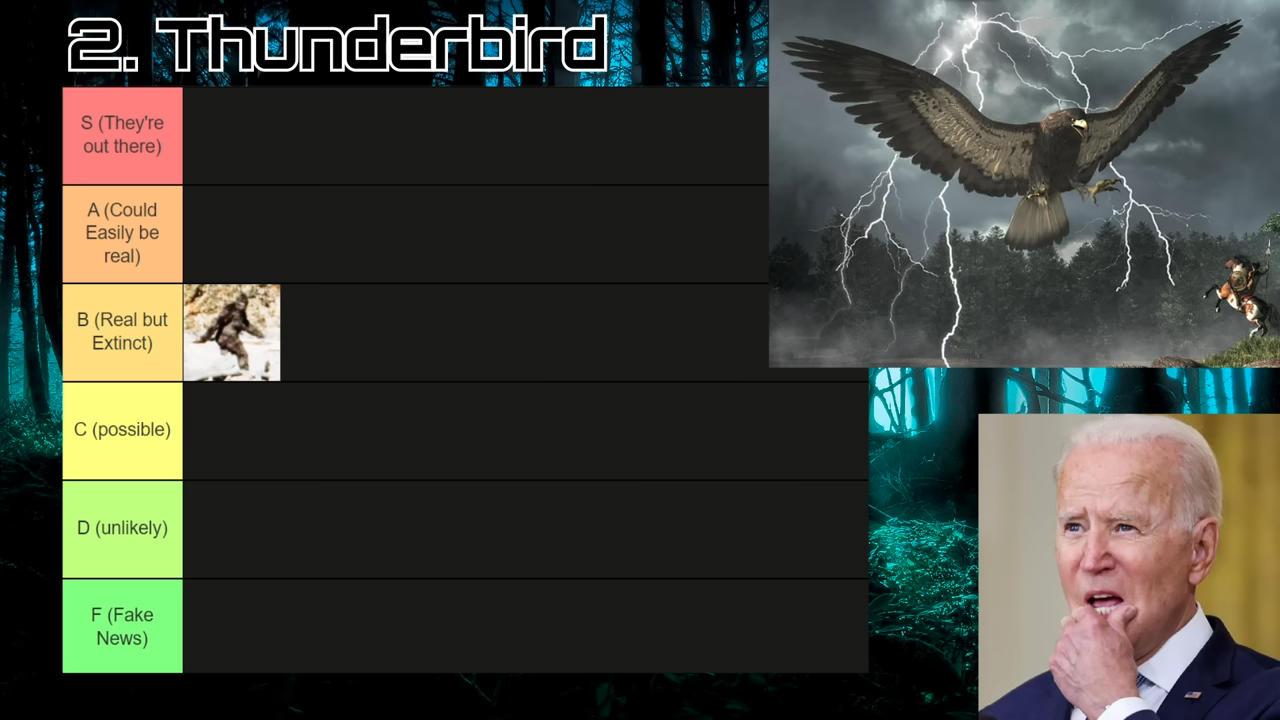 2. Thunderbird
S (They're
out there)
A (Could
Easily be
real)
B (Real but
Extinct)
C (possible)
D (unlikely)
F (Fake
News)